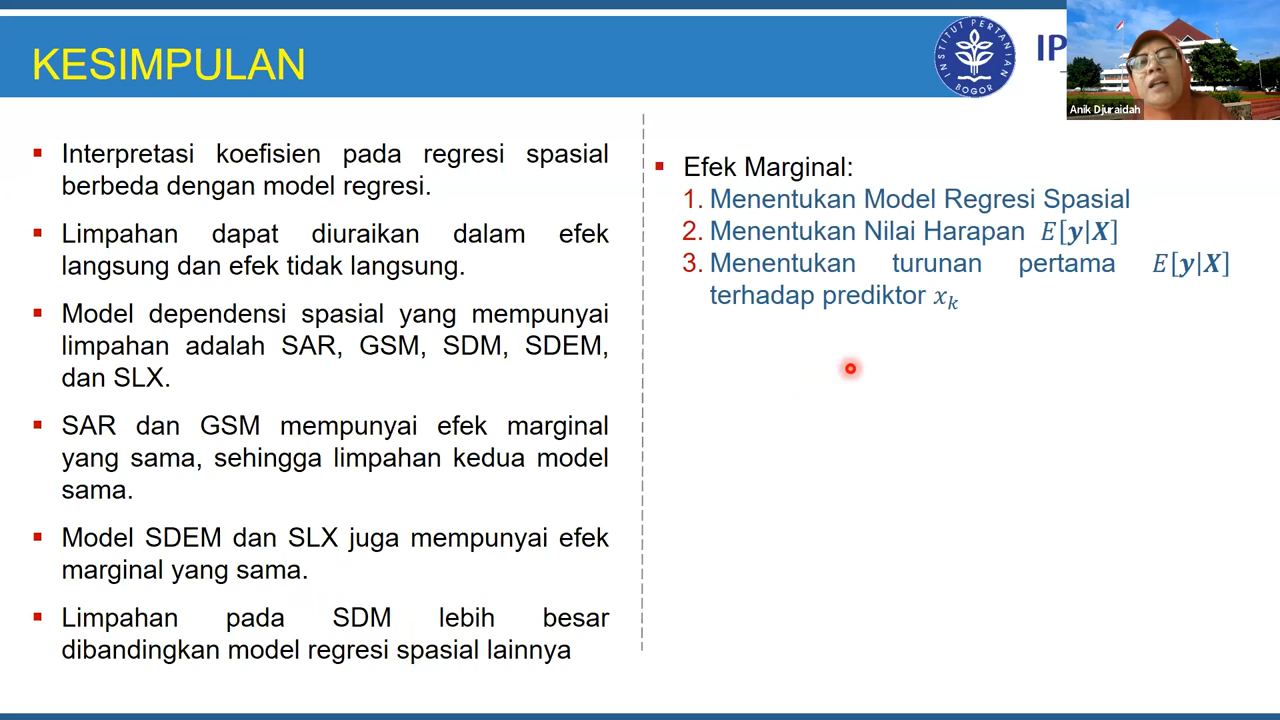 KESIMPULAN
INSTITUT PERTANIAN
BOGOR
IP
Anik Djuraidah
▪ Interpretasi koefisien pada regresi spasial
berbeda dengan model regresi.
▪ Limpahan dapat diuraikan dalam efek
langsung dan efek tidak langsung.
▪ Model dependensi spasial yang mempunyai
limpahan adalah SAR, GSM, SDM, SDEM,
dan SLX.
▪ SAR dan GSM mempunyai efek marginal
yang sama, sehingga limpahan kedua model
sama.
▪ Model SDEM dan SLX juga mempunyai efek
marginal yang sama.
▪ Limpahan pada SDM lebih besar
dibandingkan model regresi spasial lainnya
▪ Efek Marginal:
1. Menentukan Model Regresi Spasial
2. Menentukan Nilai Harapan E[y|X]
3. Menentukan turunan pertama E[y|X]
terhadap prediktor xₖ